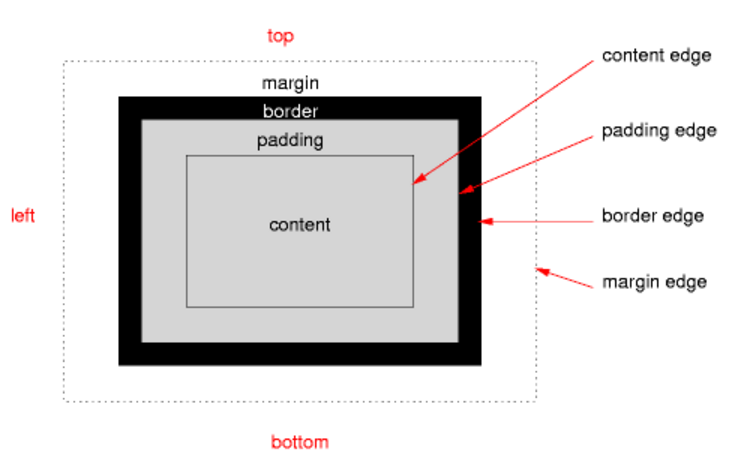 top
content edge
margin
border
padding edge
padding
left
content
border edge
margin edge
bottom